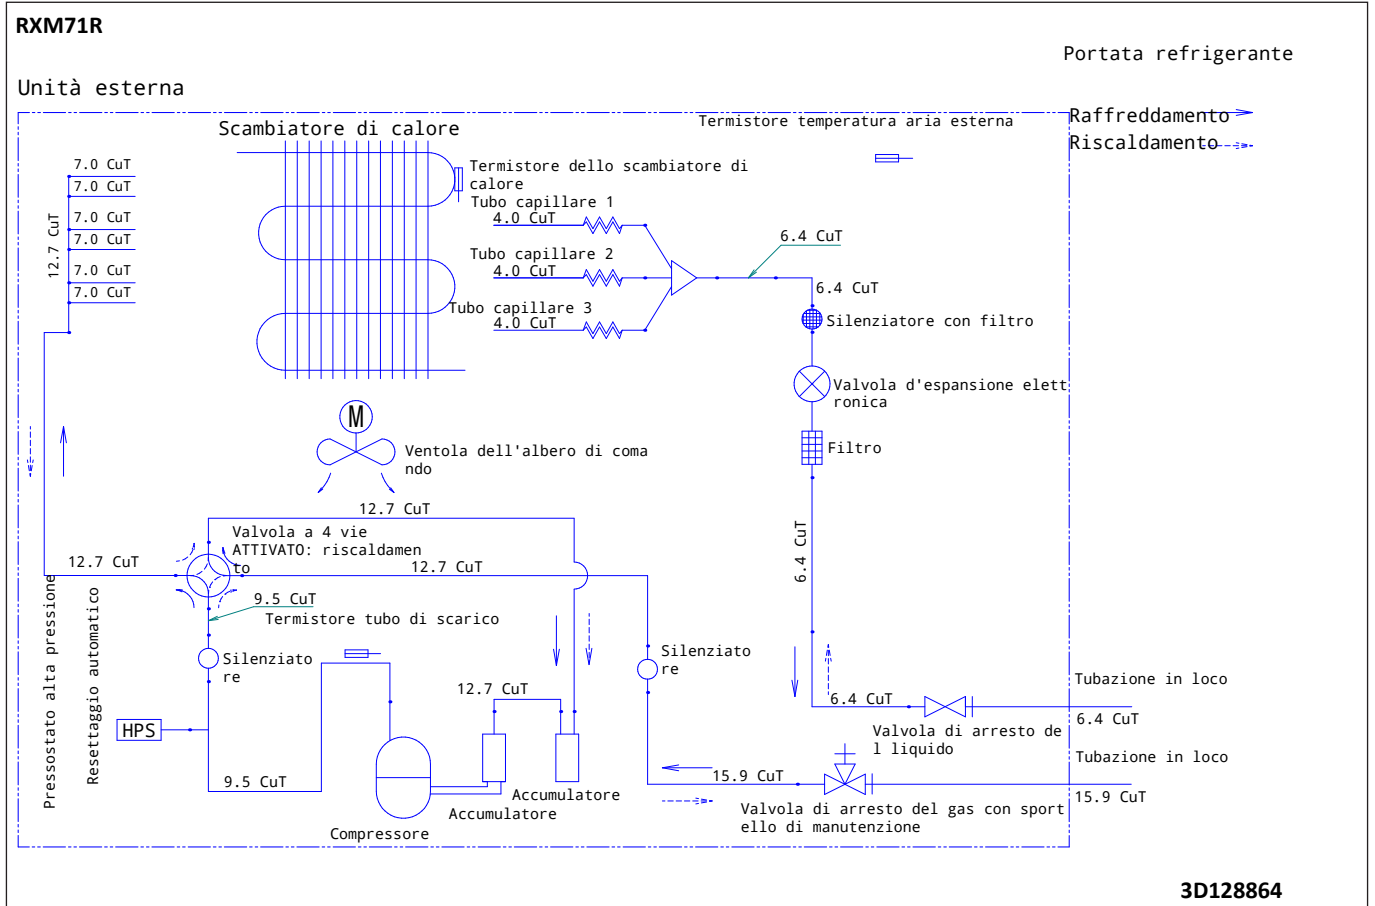 RXM71R
Portata refrigerante
Unità esterna
Raffreddamento
Riscaldamento
Scambiatore di calore
Termistore temperatura aria esterna
7.0 CuT
7.0 CuT
7.0 CuT
7.0 CuT
7.0 CuT
7.0 CuT
12.7 CuT
Termistore dello scambiatore di
calore
Tubo capillare 1
4.0 CuT
Tubo capillare 2
4.0 CuT
Tubo capillare 3
4.0 CuT
6.4 CuT
6.4 CuT
Silenziatore con filtro
Valvola d'espansione elett
ronica
Filtro
M
Ventola dell'albero di coma
ndo
12.7 CuT
Valvola a 4 vie
ATTIVATO: riscaldamen
to
12.7 CuT
12.7 CuT
6.4 CuT
9.5 CuT
Termistore tubo di scarico
Pressostato alta pressione
Resettaggio automatico
Silenziato
re
Silenziato
re
12.7 CuT
HPS
9.5 CuT
Compressore
Accumulatore
Accumulatore
6.4 CuT
Valvola di arresto de
l liquido
Tubazione in loco
6.4 CuT
15.9 CuT
Valvola di arresto del gas con sport
ello di manutenzione
Tubazione in loco
15.9 CuT
3D128864